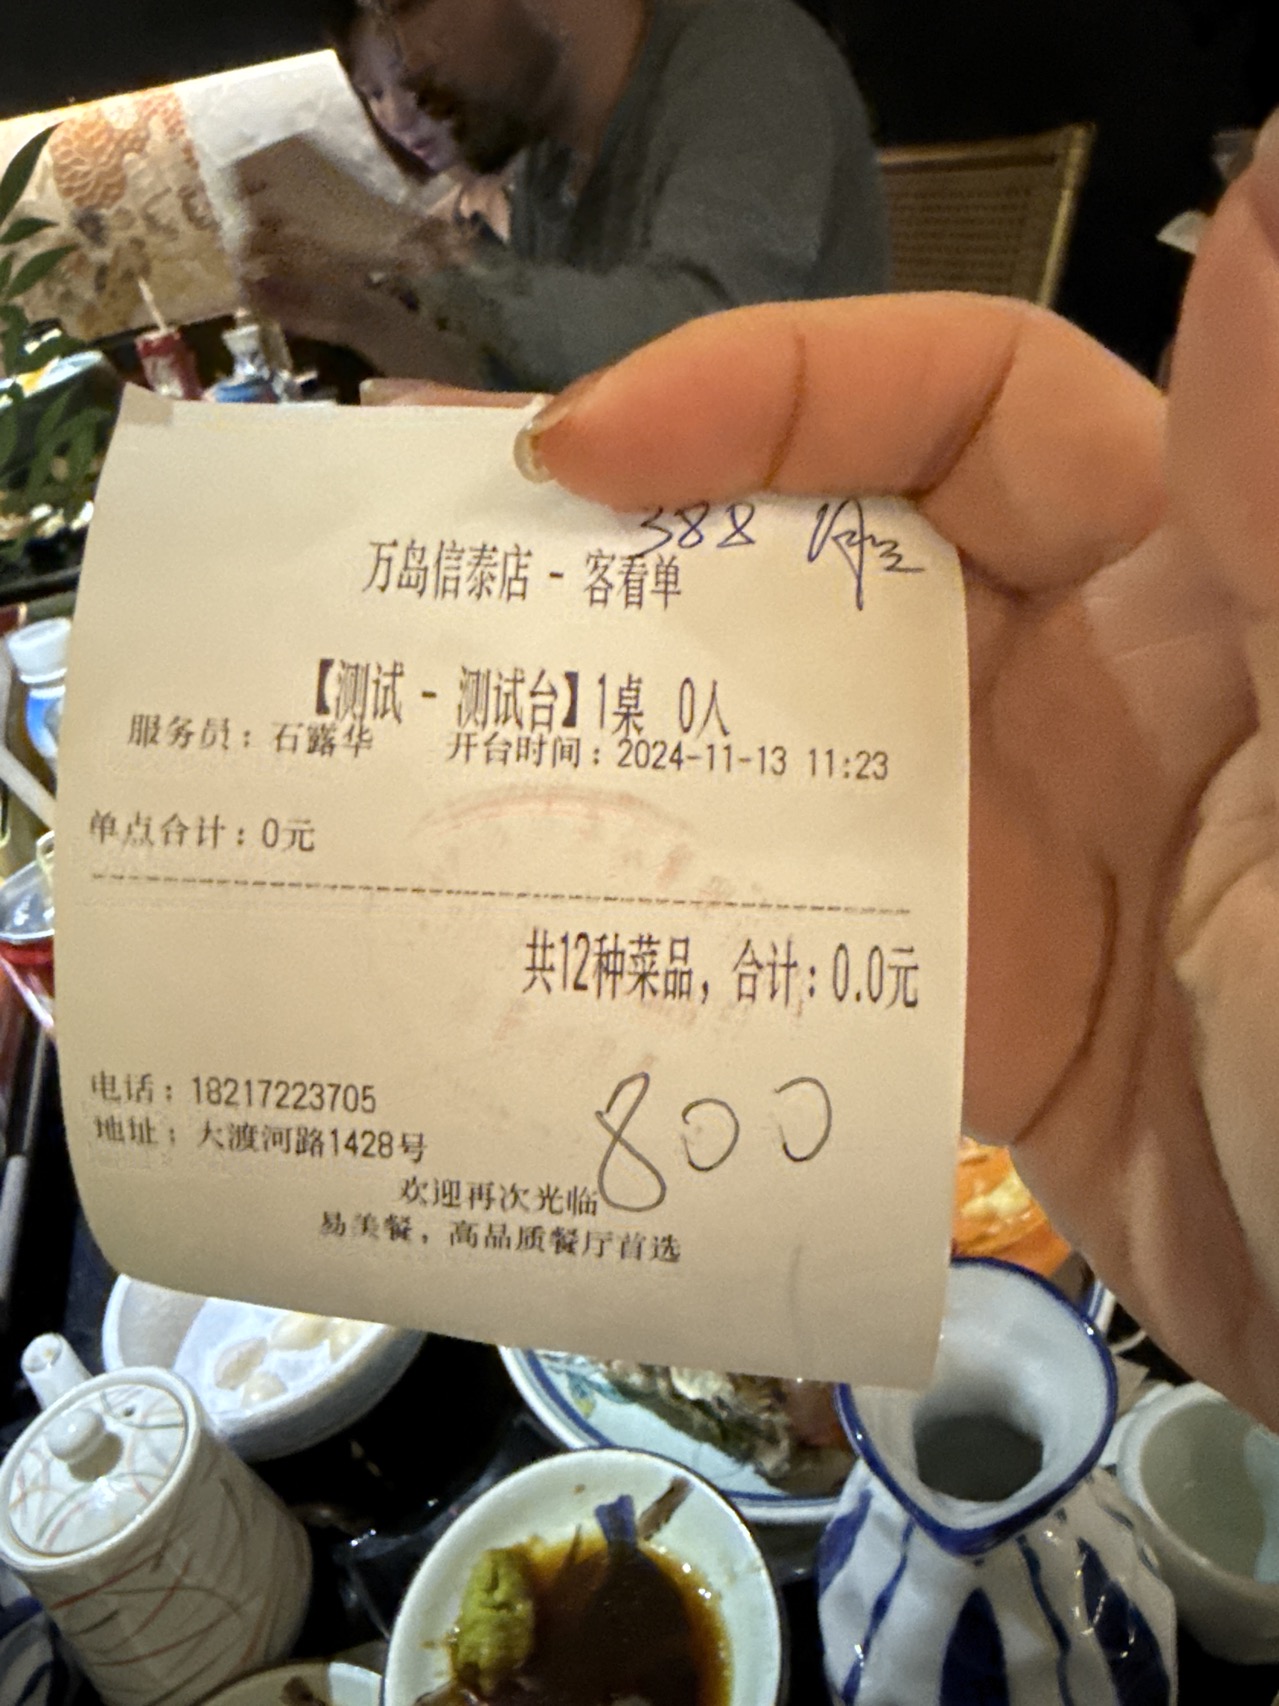 388
万岛信泰店 - 客看单
【测试 - 测试台】1桌 0人
服务员：石露华 开台时间：2024-11-13 11:23
单点合计：0元
共12种菜品，合计：0.0元
电话：18217223705
地址：大渡河路1428号
800
欢迎再次光临
易美餐，高品质餐厅首选